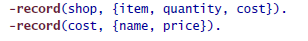 -record(shop, {item, quantity, cost}).
-record(cost, {name, price}).